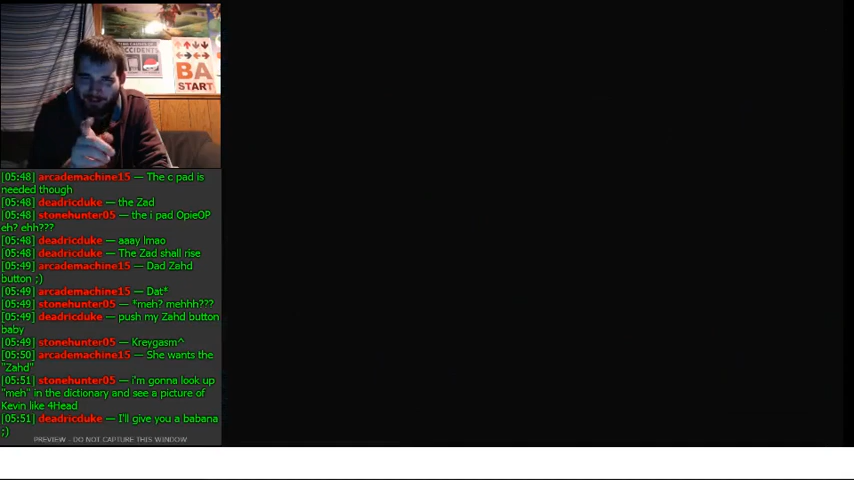 ACCIDENTS
BA
START
[05:48] arcademachine15 — The c pad is
needed though
[05:48] deadricduke — the Zad
[05:48] stonehunter05 — the i pad OpieOP
eh? ehh???
[05:48] deadricduke — aaay lmao
[05:48] deadricduke — The Zad shall rise
[05:49] arcademachine15 — Dad Zahd
button ;)
[05:49] arcademachine15 — Dat*
[05:49] stonehunter05 — *meh? mehhh???
[05:49] deadricduke — push my Zahd button
baby
[05:49] stonehunter05 — Kreygasm^
[05:50] arcademachine15 — She wants the
"Zahd"
[05:51] stonehunter05 — i'm gonna look up
"meh" in the dictionary and see a picture of
Kevin like 4Head
[05:51] deadricduke — I'll give you a babana
;)
PREVIEW - DO NOT CAPTURE THIS WINDOW